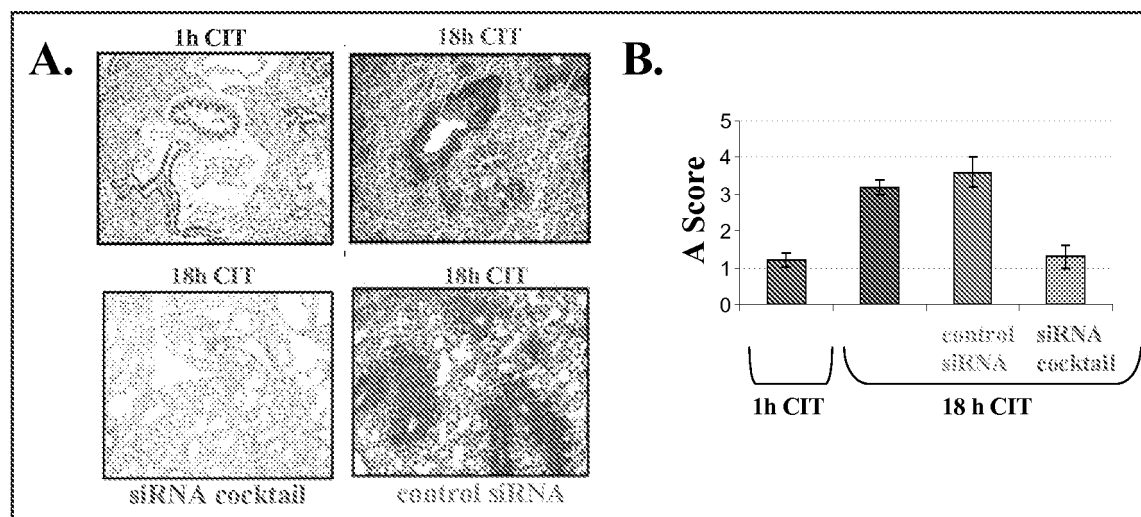 A.
1h CIT
18h CIT
18h CIT
18h CIT
siRNA cocktail
control siRNA
B.
A Score
5
4
3
2
1
0
control
siRNA
siRNA
cocktail
1h CIT
18 h CIT